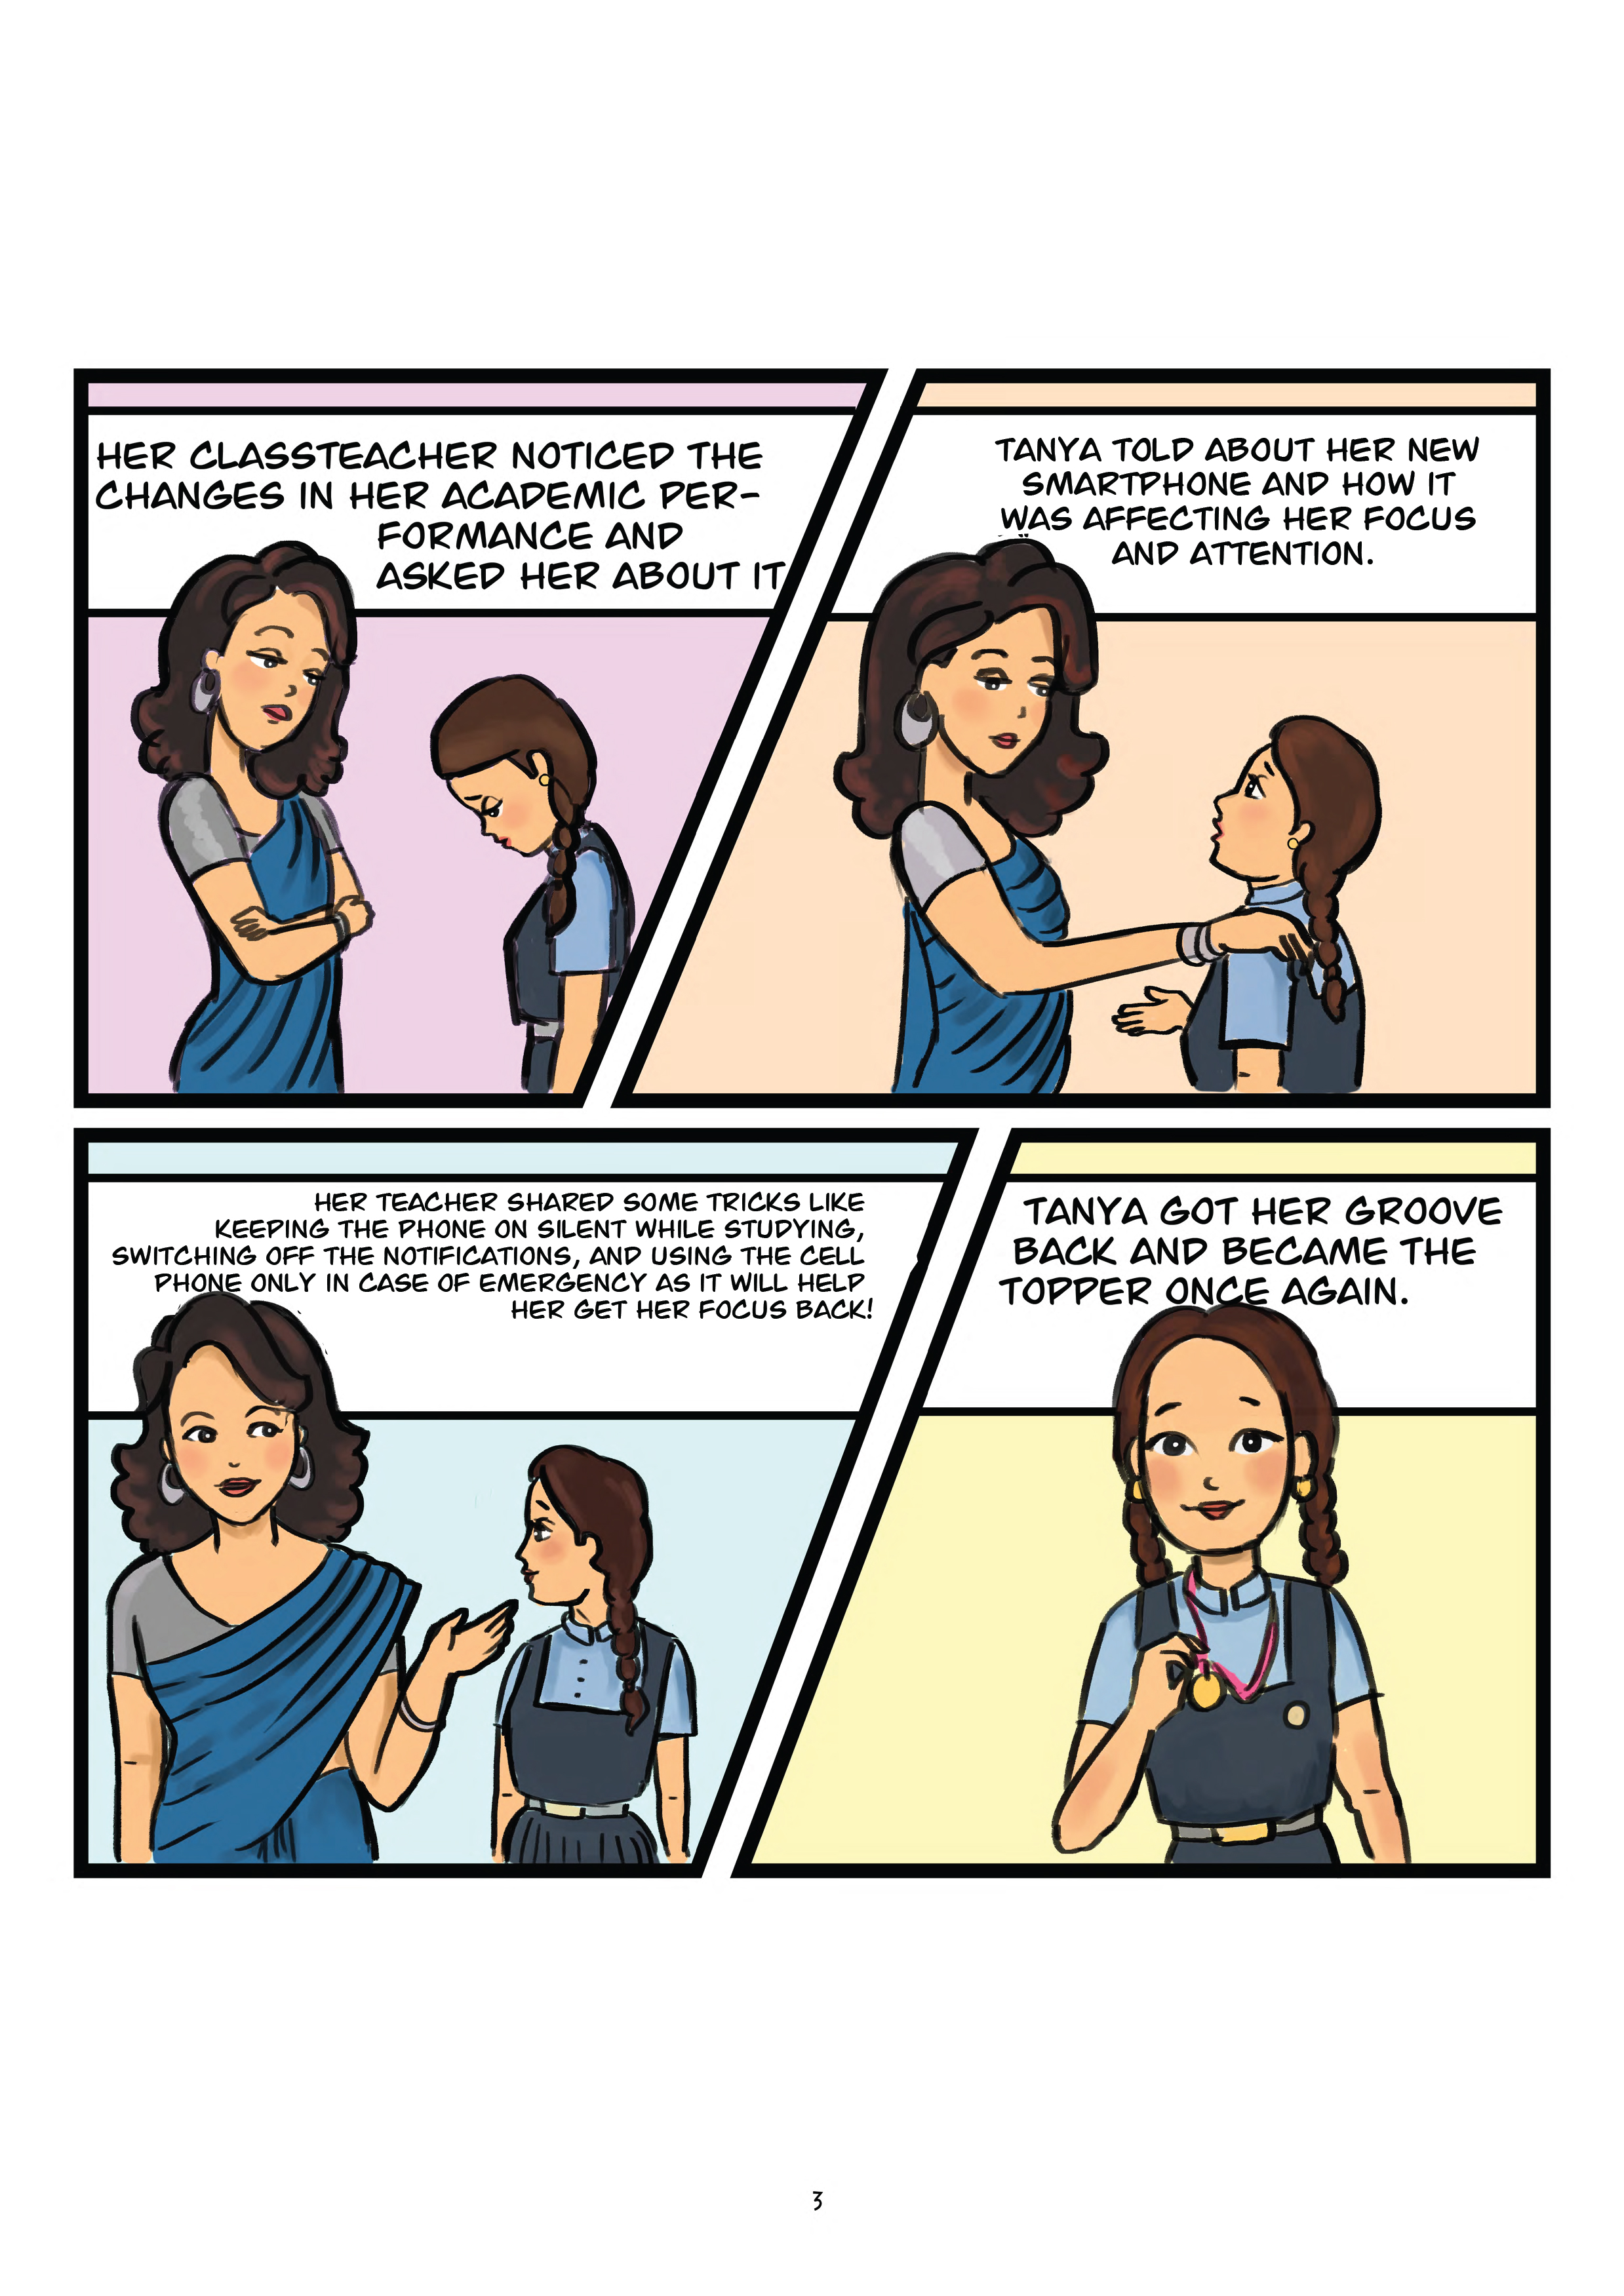 HER CLASSTEACHER NOTICED THE
CHANGES IN HER ACADEMIC PER-
FORMANCE AND
ASKED HER ABOUT IT
TANYA TOLD ABOUT HER NEW
SMARTPHONE AND HOW IT
WAS AFFECTING HER FOCUS
AND ATTENTION.
HER TEACHER SHARED SOME TRICKS LIKE
KEEPING THE PHONE ON SILENT WHILE STUDYING,
SWITCHING OFF THE NOTIFICATIONS, AND USING THE CELL
PHONE ONLY IN CASE OF EMERGENCY AS IT WILL HELP
HER GET HER FOCUS BACK!
TANYA GOT HER GROOVE
BACK AND BECAME THE
TOPPER ONCE AGAIN.
3